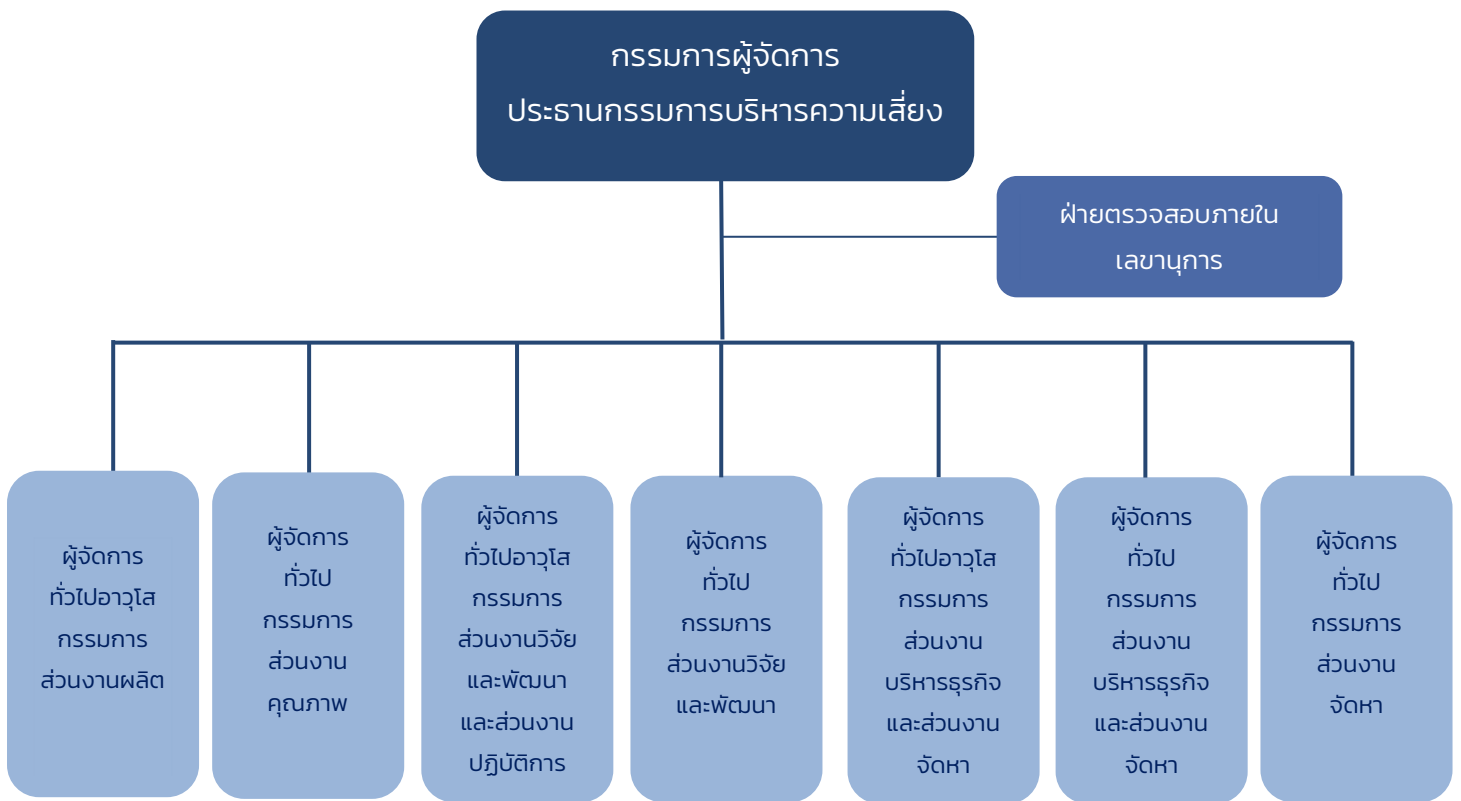 กรรมการผู้จัดการ
ประธานกรรมการบริหารความเสี่ยง
ฝ่ายตรวจสอบภายใน
เลขานุการ
ผู้จัดการ
ทั่วไปอาวุโส
กรรมการ
ส่วนงานผลิต
ผู้จัดการ
ทั่วไป
กรรมการ
ส่วนงาน
คุณภาพ
ผู้จัดการ
ทั่วไปอาวุโส
กรรมการ
ส่วนงานวิจัย
และพัฒนา
และส่วนงาน
ปฏิบัติการ
ผู้จัดการ
ทั่วไป
กรรมการ
ส่วนงานวิจัย
และพัฒนา
ผู้จัดการ
ทั่วไปอาวุโส
กรรมการ
ส่วนงาน
บริหารธุรกิจ
และส่วนงาน
จัดหา
ผู้จัดการ
ทั่วไป
กรรมการ
ส่วนงาน
บริหารธุรกิจ
และส่วนงาน
จัดหา
ผู้จัดการ
ทั่วไป
กรรมการ
ส่วนงาน
จัดหา